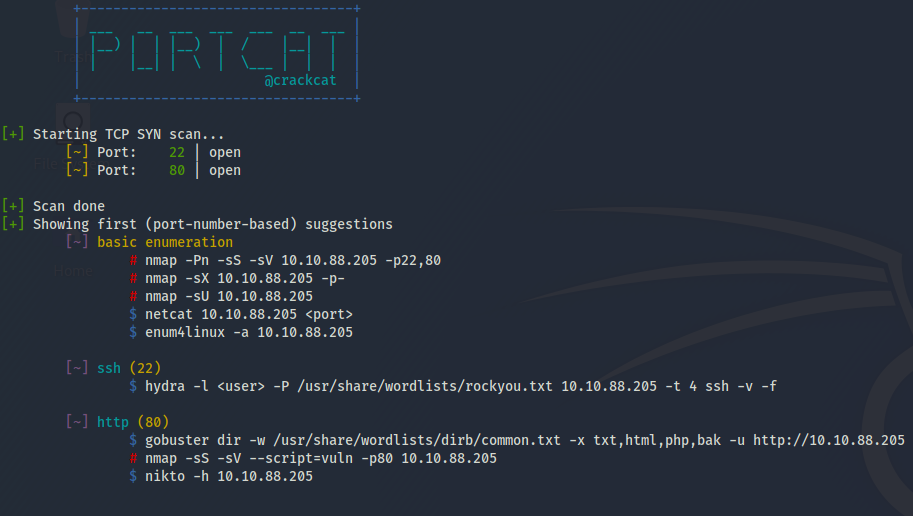 PORTCAT
@crackcat
[+] Starting TCP SYN scan...
[~] Port: 22 | open
[~] Port: 80 | open
[+] Scan done
[+] Showing first (port-number-based) suggestions
[~] basic enumeration
# nmap -Pn -sS -sV 10.10.88.205 -p22,80
# nmap -sX 10.10.88.205 -p-
# nmap -sU 10.10.88.205
$ netcat 10.10.88.205 <port>
$ enum4linux -a 10.10.88.205
[~] ssh (22)
$ hydra -l <user> -P /usr/share/wordlists/rockyou.txt 10.10.88.205 -t 4 ssh -v -f
[~] http (80)
$ gobuster dir -w /usr/share/wordlists/dirb/common.txt -x txt,html,php,bak -u http://10.10.88.205
# nmap -sS -sV --script=vuln -p80 10.10.88.205
$ nikto -h 10.10.88.205
Home